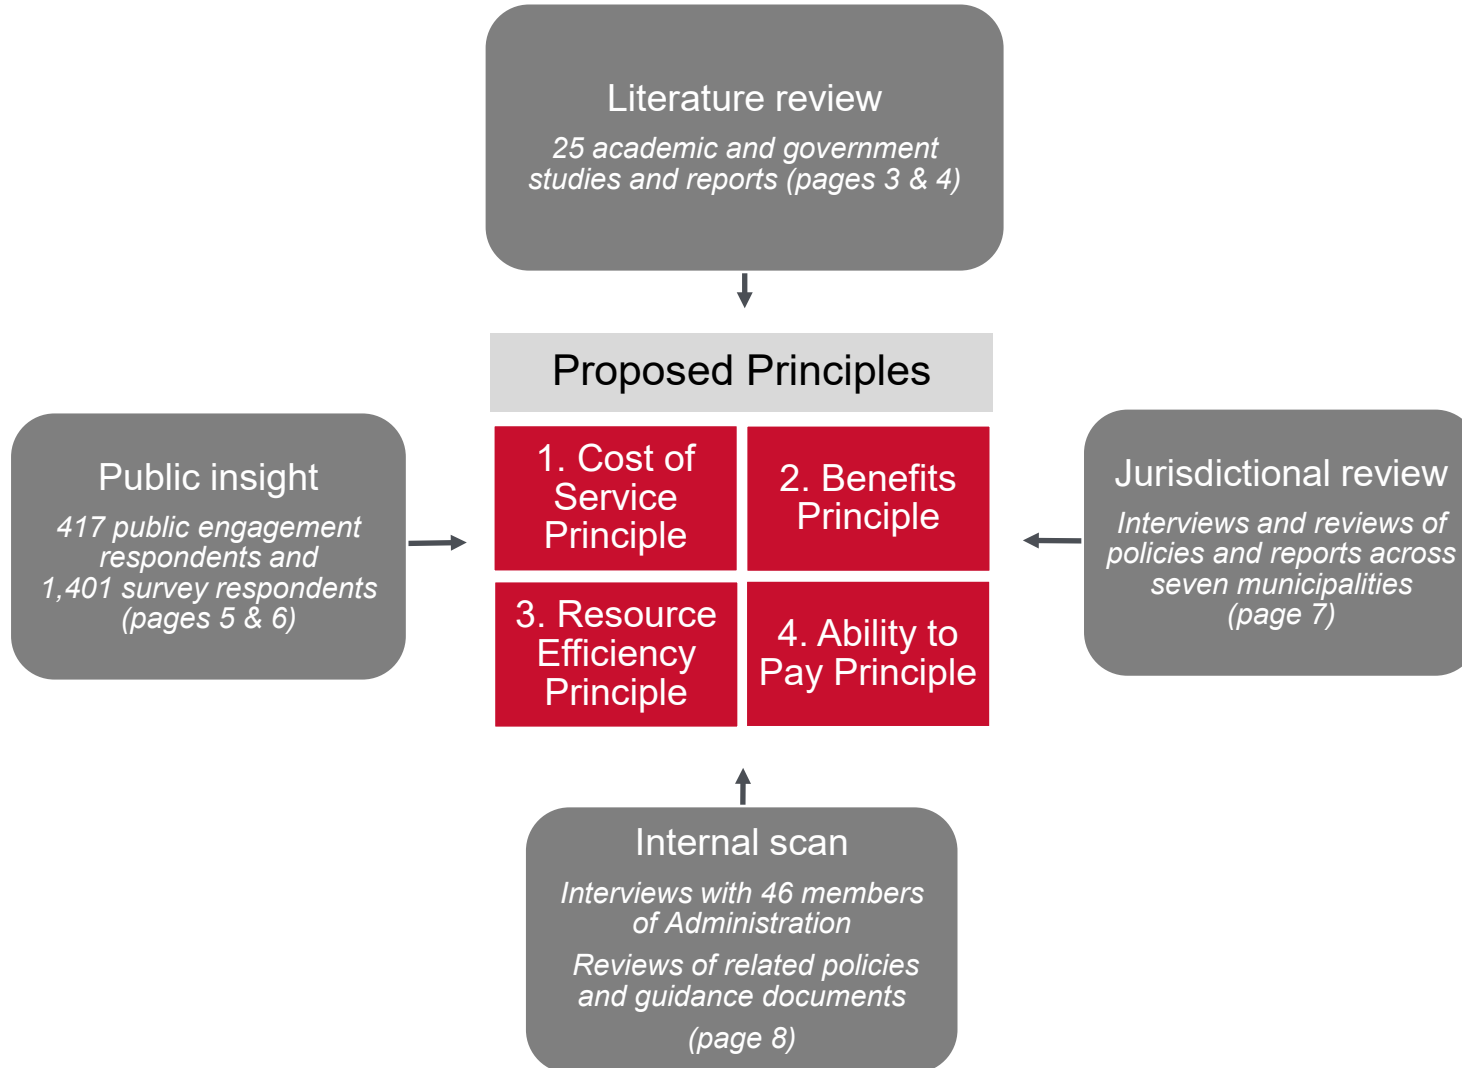 Literature review
25 academic and government
studies and reports (pages 3 & 4)
Proposed Principles
Public insight
417 public engagement
respondents and
1,401 survey respondents
(pages 5 & 6)
1. Cost of
Service
Principle
2. Benefits
Principle
3. Resource
Efficiency
Principle
4. Ability to
Pay Principle
Jurisdictional review
Interviews and reviews of
policies and reports across
seven municipalities
(page 7)
Internal scan
Interviews with 46 members
of Administration
Reviews of related policies
and guidance documents
(page 8)